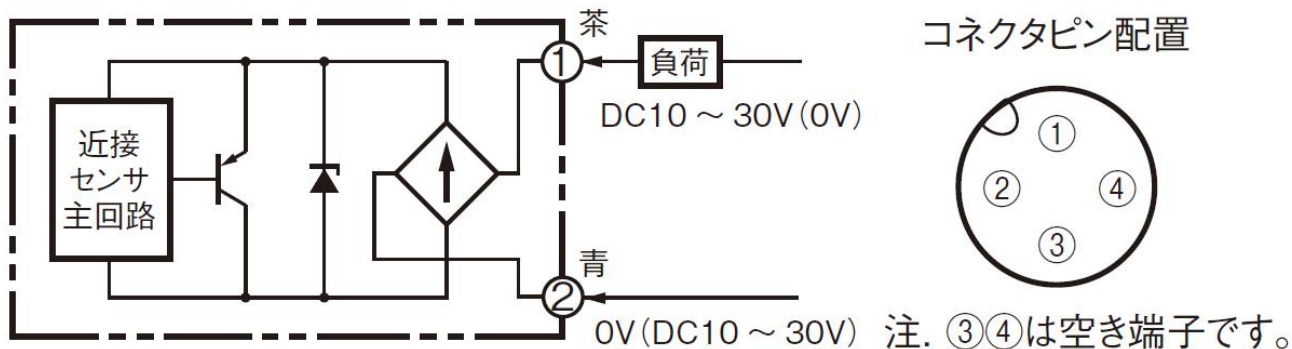 茶
①
負荷
DC10 ～ 30V（0V）
近接
センサ
主回路
青
②
0V（DC10 ～ 30V）
コネクタピン配置
①
② ④
③
注. ③④は空き端子です。